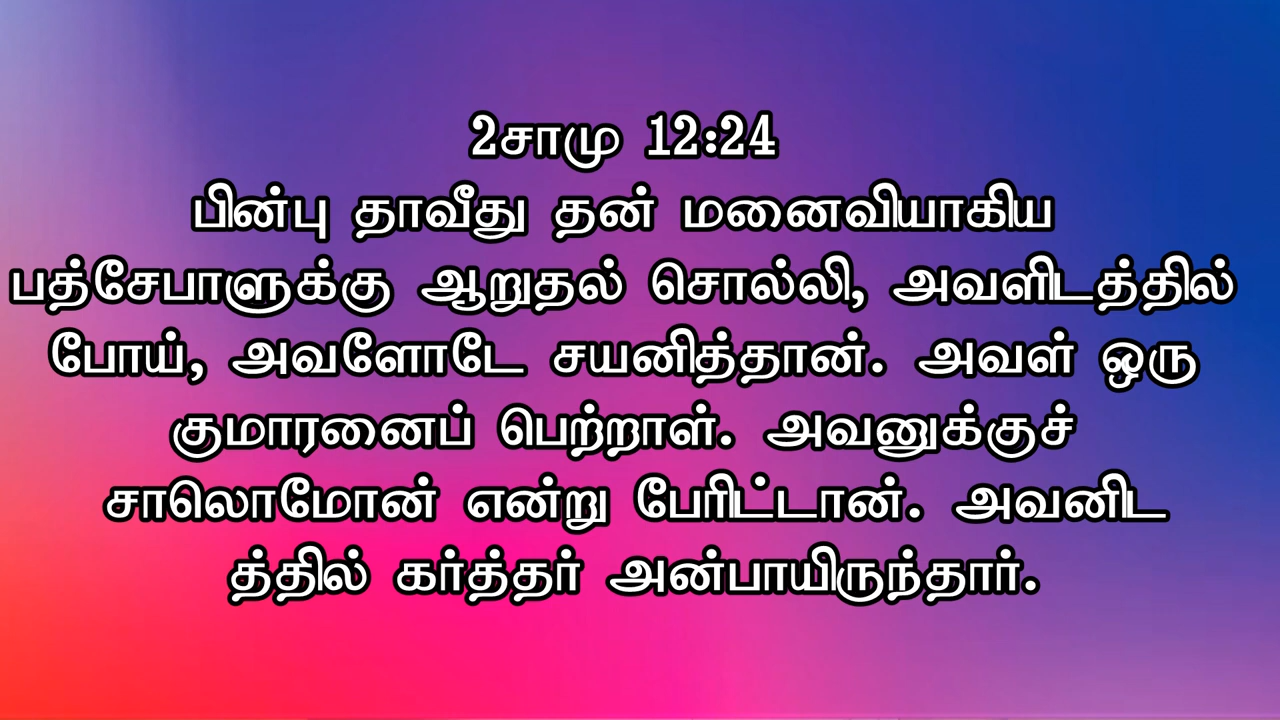 2சாமு 12:24
பின்பு தாவீது தன் மனைவியாகிய
பத்சேபாளுக்கு ஆறுதல் சொல்லி, அவளிடத்தில்
போய், அவளோடே சயனித்தான். அவள் ஒரு
குமாரனைப் பெற்றாள். அவனுக்குச்
சாலொமோன் என்று பேரிட்டான். அவனிட
த்தில் கர்த்தர் அன்பாயிருந்தார்.